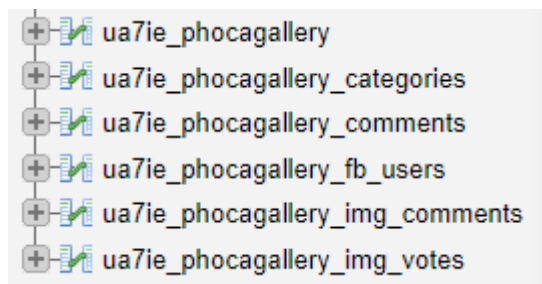 ua7ie_phocagallery
ua7ie_phocagallery_categories
ua7ie_phocagallery_comments
ua7ie_phocagallery_fb_users
ua7ie_phocagallery_img_comments
ua7ie_phocagallery_img_votes